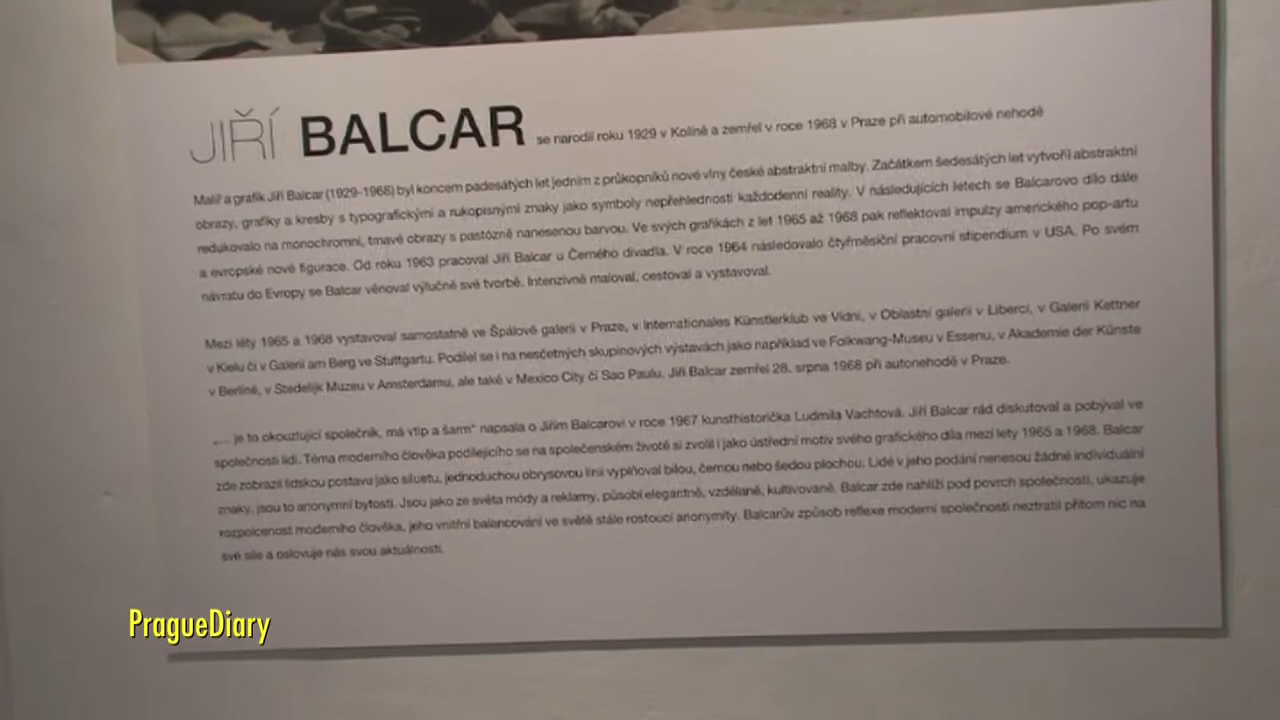 JIŘÍ BALCAR se narodil roku 1929 v Kolíně a zemřel v roce 1968 v Praze při automobilové nehodě
Malíř a grafik Jiří Balcar (1929-1968) byl koncem padesátých let jedním z průkopníků nové vlny české abstraktní malby. Začátkem šedesátých let vytvořil abstraktní
obrazy, grafiky a kresby s typografickými a rukopisnými znaky jako symboly nepřehlednosti každodenní reality. V následujících letech se Balcarovo dílo dále
redukovalo na monochromní, tmavé obrazy s pastózně nanesenou barvou. Ve svých grafikách z let 1965 až 1968 pak reflektoval impulzy amerického pop-artu
a evropské nové figurace. Od roku 1963 pracoval Jiří Balcar u Černého divadla. V roce 1964 následovalo čtyřměsíční pracovní stipendium v USA. Po svém
návratu do Evropy se Balcar věnoval výlučně své tvorbě. Intenzivně maloval, cestoval a vystavoval.
Mezi léty 1965 a 1968 vystavoval samostatně ve Špálově galerii v Praze, v Internationales Künstlerklub ve Vídni, v Oblastní galerii v Liberci, v Galerii Kettner
v Kielu či v Galerii am Berg ve Stuttgartu. Podílel se i na nesčetných skupinových výstavách jako například ve Folkwang-Museu v Essenu, v Akademie der Künste
v Berlíně, v Stedelijk Muzeu v Amsterdamu, ale také v Mexico City či Sao Paulu. Jiří Balcar zemřel 28. srpna 1968 při autonehodě v Praze.
„... je to okouzlující společník, má vtip a šarm“ napsala o Jiřím Balcarovi v roce 1967 kunsthistorička Ludmila Vachtová. Jiří Balcar rád diskutoval a pobýval ve
společnosti lidí. Téma moderního člověka podílejícího se na společenském životě si zvolil i jako ústřední motiv svého grafického díla mezi lety 1965 a 1968. Balcar
zde zobrazil lidskou postavu jako siluetu, jednoduchou obrysovou linii vyplňoval bílou, černou nebo šedou plochou. Lidé v jeho podání nenesou žádné individuální
znaky, jsou to anonymní bytosti. Jsou jako ze světa módy a reklamy, působí elegantně, vzdělaně, kultivovaně. Balcar zde nahlíží pod povrch společnosti, ukazuje
rozpolcenost moderního člověka, jeho vnitřní balancování ve světě stále rostoucí anonymity. Balcarův způsob reflexe moderní společnosti neztratil přitom nic na
své síle a oslovuje nás svou aktuálností.
PragueDiary